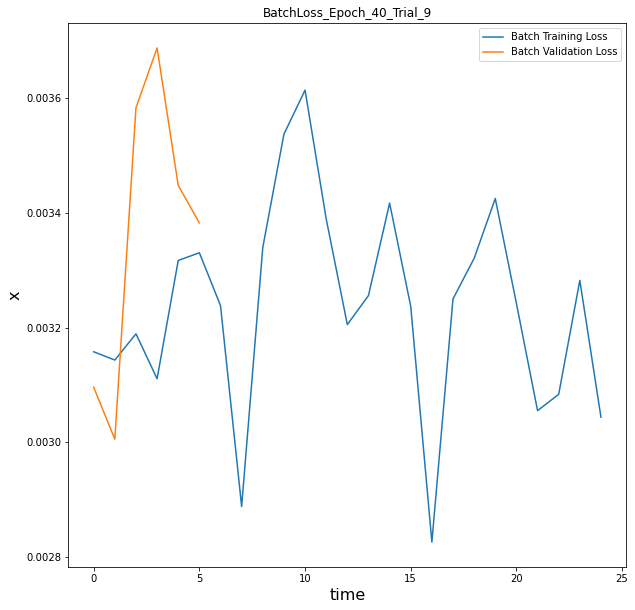 BatchLoss_Epoch_40_Trial_9
Batch Training Loss
Batch Validation Loss
0.0036
0.0034
0.0032
0.0030
0.0028
x
0 5 10 15 20 25
time